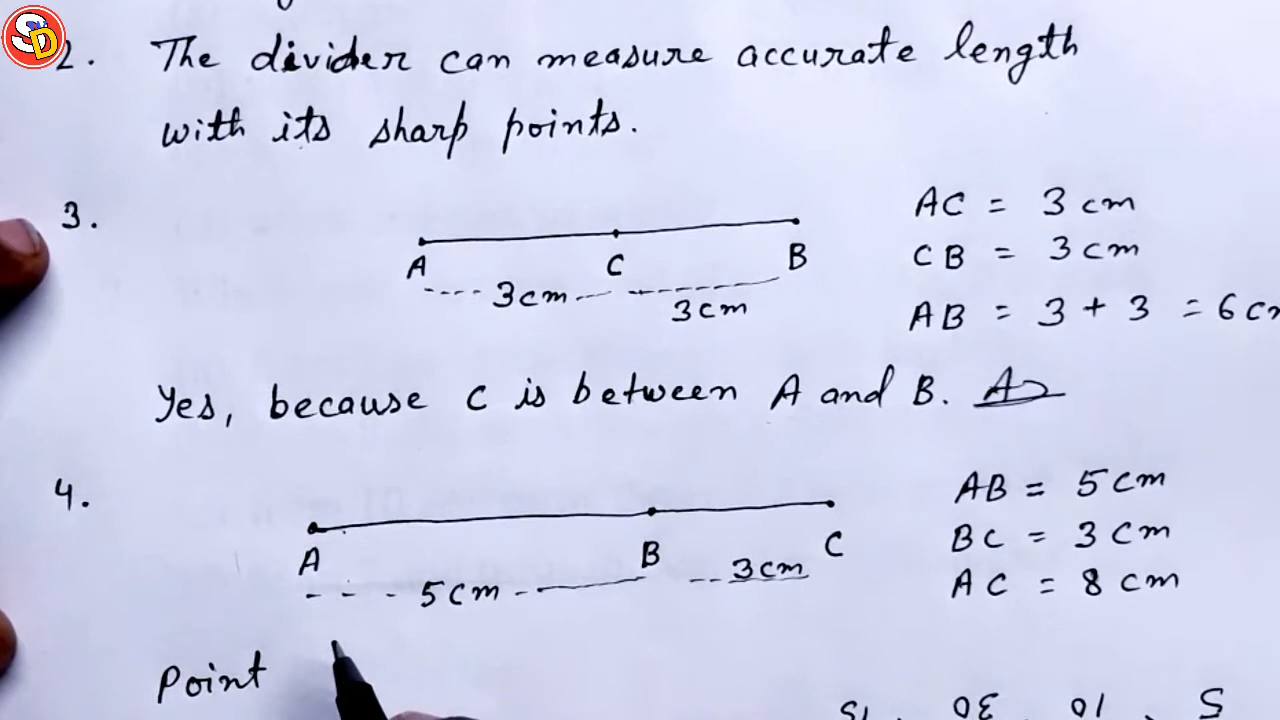 SD
2. The divider can measure accurate length
with its sharp points.
3.
A C B
3cm 3cm
AC = 3 cm
CB = 3 cm
AB = 3 + 3 = 6 cm
Yes, because C is between A and B.
4.
A B C
5cm 3cm
AB = 5 cm
BC = 3 cm
AC = 8 cm
Point